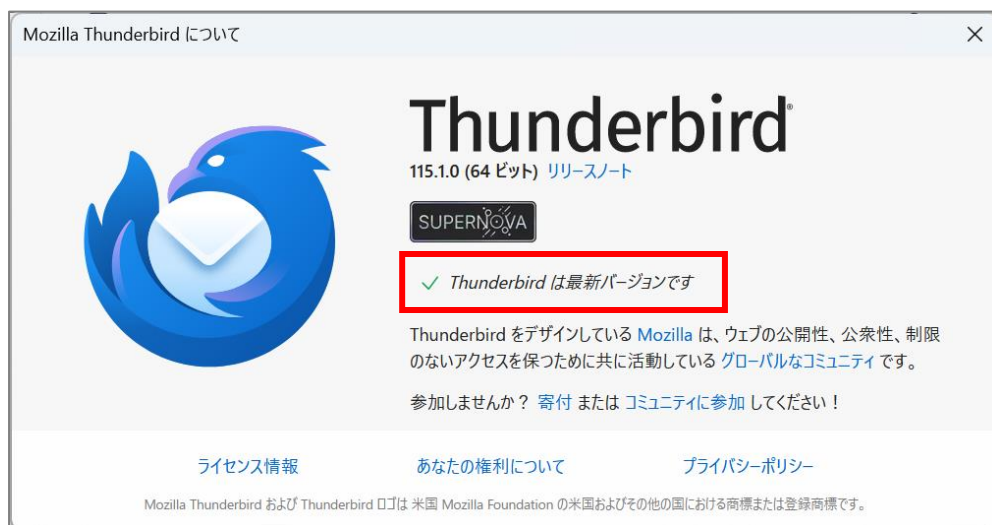 Mozilla Thunderbird について
Thunderbird®
115.1.0 (64 ビット) リリースノート
SUPERNOVA
Thunderbird は最新バージョンです
Thunderbird をデザインしている Mozilla は、ウェブの公開性、公衆性、制限
のないアクセスを保つために共に活動している グローバルなコミュニティ です。
参加しませんか？ 寄付 または コミュニティに参加 してください！
ライセンス情報 あなたの権利について プライバシーポリシー
Mozilla Thunderbird および Thunderbird ロゴは 米国 Mozilla Foundation の米国およびその他の国における商標または登録商標です。